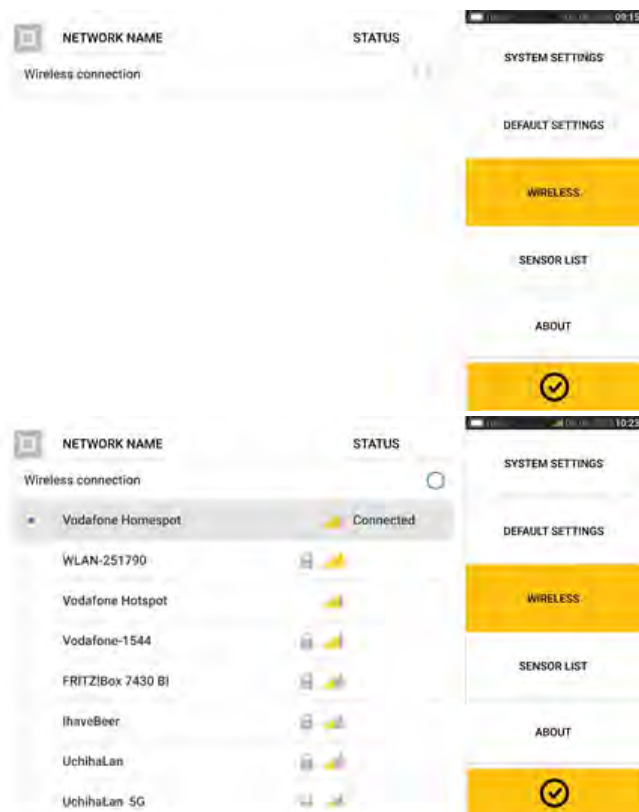 09:15
NETWORK NAME STATUS
SYSTEM SETTINGS
Wireless connection
DEFAULT SETTINGS
WIRELESS
SENSOR LIST
ABOUT
10:23
NETWORK NAME STATUS
SYSTEM SETTINGS
Wireless connection
Vodafone Homespot Connected
DEFAULT SETTINGS
WLAN-251790
Vodafone Hotspot
WIRELESS
Vodafone-1544
SENSOR LIST
FRITZ!Box 7430 BI
IhaveBeer
ABOUT
UchihaLan
UchihaLan 5G